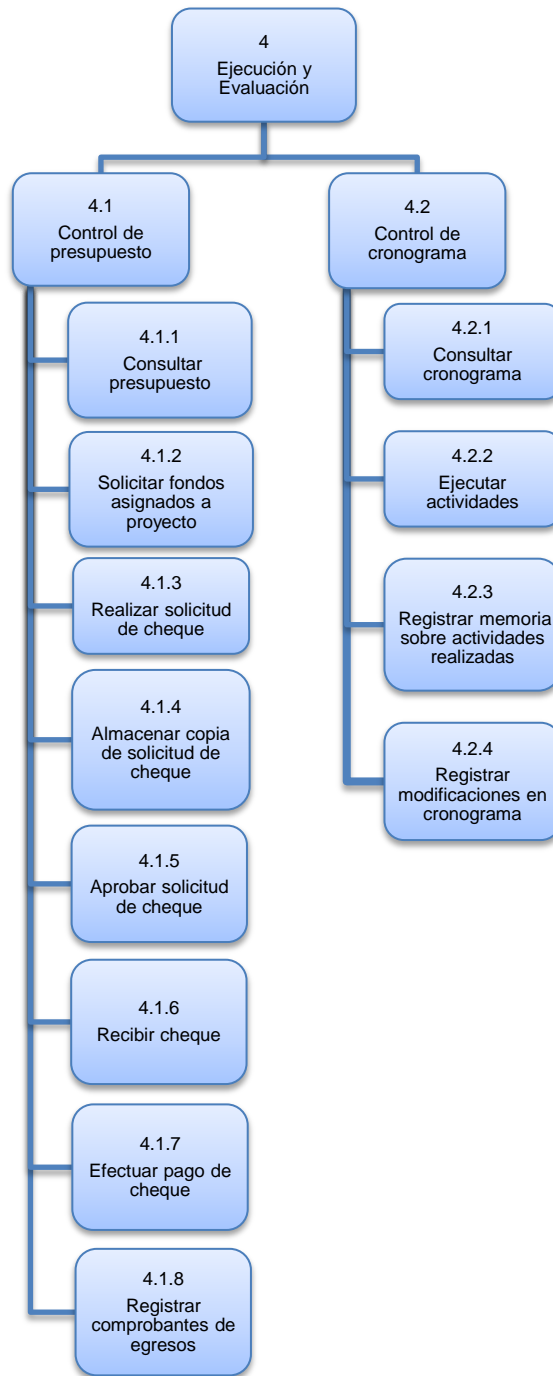 4
Ejecución y
Evaluación
4.1
Control de
presupuesto
4.1.1
Consultar
presupuesto
4.1.2
Solicitar fondos
asignados a
proyecto
4.1.3
Realizar solicitud
de cheque
4.1.4
Almacenar copia
de solicitud de
cheque
4.1.5
Aprobar solicitud
de cheque
4.1.6
Recibir cheque
4.1.7
Efectuar pago de
cheque
4.1.8
Registrar
comprobantes de
egresos
4.2
Control de
cronograma
4.2.1
Consultar
cronograma
4.2.2
Ejecutar
actividades
4.2.3
Registrar memoria
sobre actividades
realizadas
4.2.4
Registrar
modificaciones en
cronograma